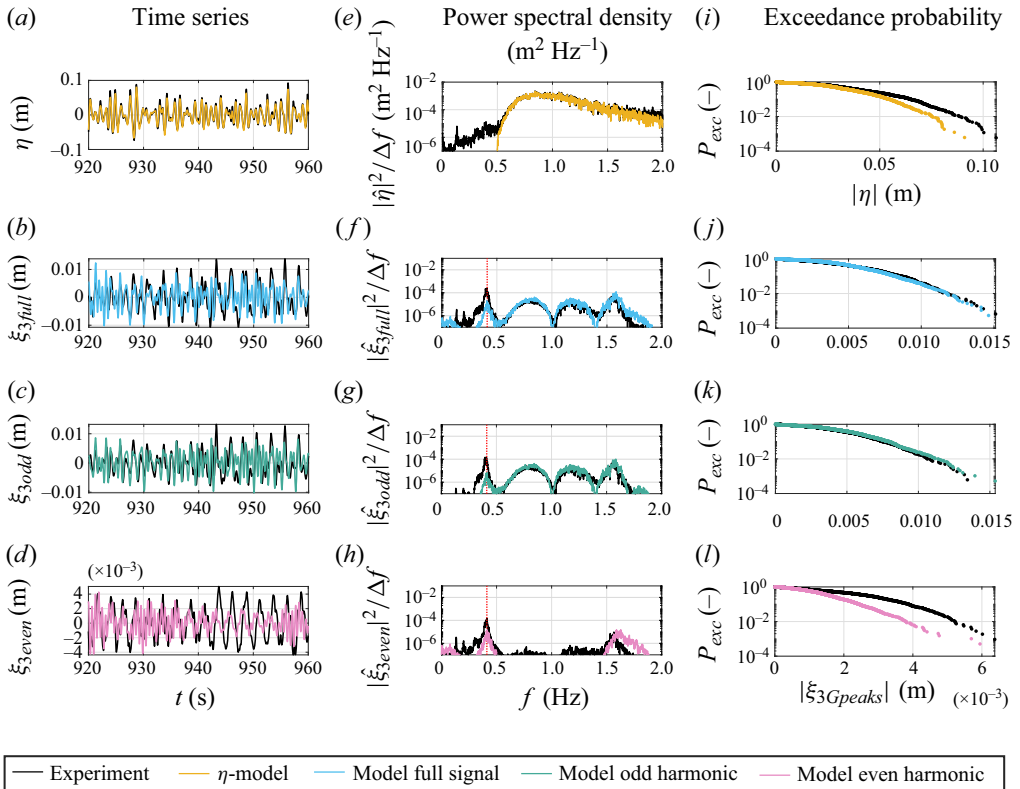 (a) Time series (e) Power spectral density (m² Hz⁻¹) (i) Exceedance probability
η (m)
0.1
0
−0.1
920 930 940 950 960
|η̂|²/Δf (m² Hz⁻¹)
10⁻²
10⁻⁴
10⁻⁶
0 0.5 1.0 1.5 2.0
P_exc (−)
10⁰
10⁻²
10⁻⁴
0 0.05 0.10
|η| (m)
(b) (f) (j)
ξ_3full (m)
0.01
0
−0.01
920 930 940 950 960
|ξ̂_3full|²/Δf
10⁻²
10⁻⁴
10⁻⁶
0 0.5 1.0 1.5 2.0
P_exc (−)
10⁰
10⁻²
10⁻⁴
0 0.005 0.010 0.015
(c) (g) (k)
ξ_3odd (m)
0.01
0
−0.01
920 930 940 950 960
|ξ̂_3odd|²/Δf
10⁻²
10⁻⁴
10⁻⁶
0 0.5 1.0 1.5 2.0
P_exc (−)
10⁰
10⁻²
10⁻⁴
0 0.005 0.010 0.015
(d) (h) (l)
(×10⁻³)
ξ_3even (m)
4
2
0
−2
−4
920 930 940 950 960
t (s)
|ξ̂_3even|²/Δf
10⁻²
10⁻⁴
10⁻⁶
0 0.5 1.0 1.5 2.0
f (Hz)
P_exc (−)
10⁰
10⁻²
10⁻⁴
0 2 4 6
|ξ_3Gpeaks| (m) (×10⁻³)
Experiment η-model Model full signal Model odd harmonic Model even harmonic